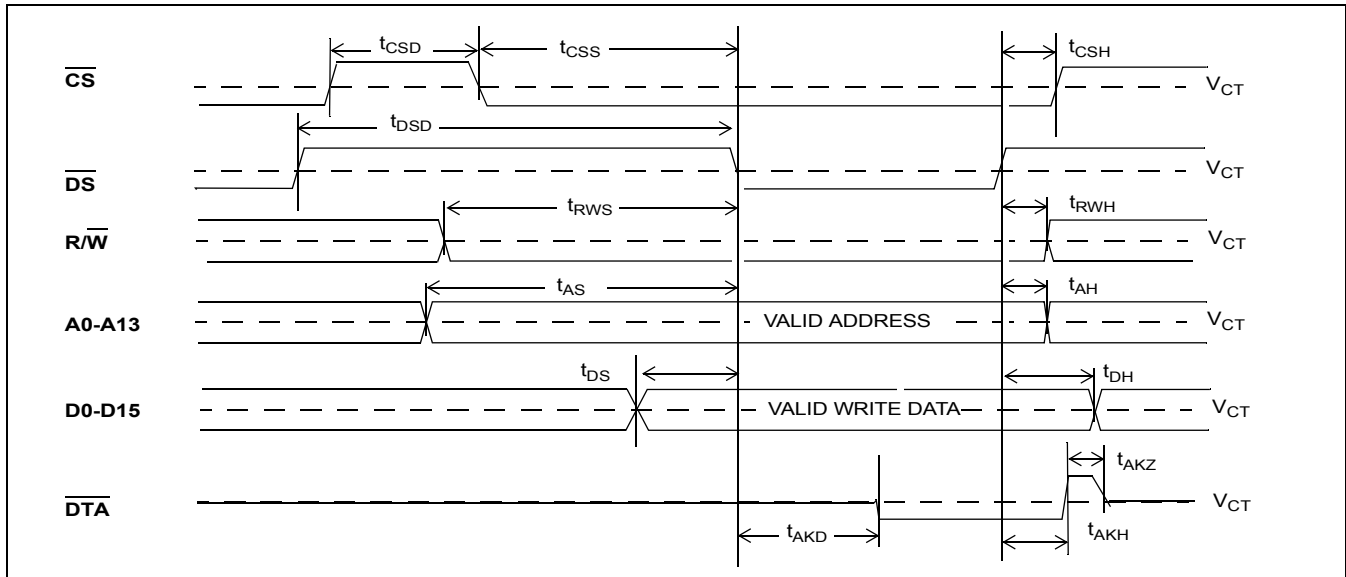 tCSD
tCSS
tCSH
CS
VCT
tDSD
DS
VCT
tRWS
tRWH
R/W
VCT
tAS
tAH
A0-A13
VALID ADDRESS
VCT
tDS
tDH
D0-D15
VALID WRITE DATA
VCT
tAKZ
DTA
VCT
tAKD
tAKH